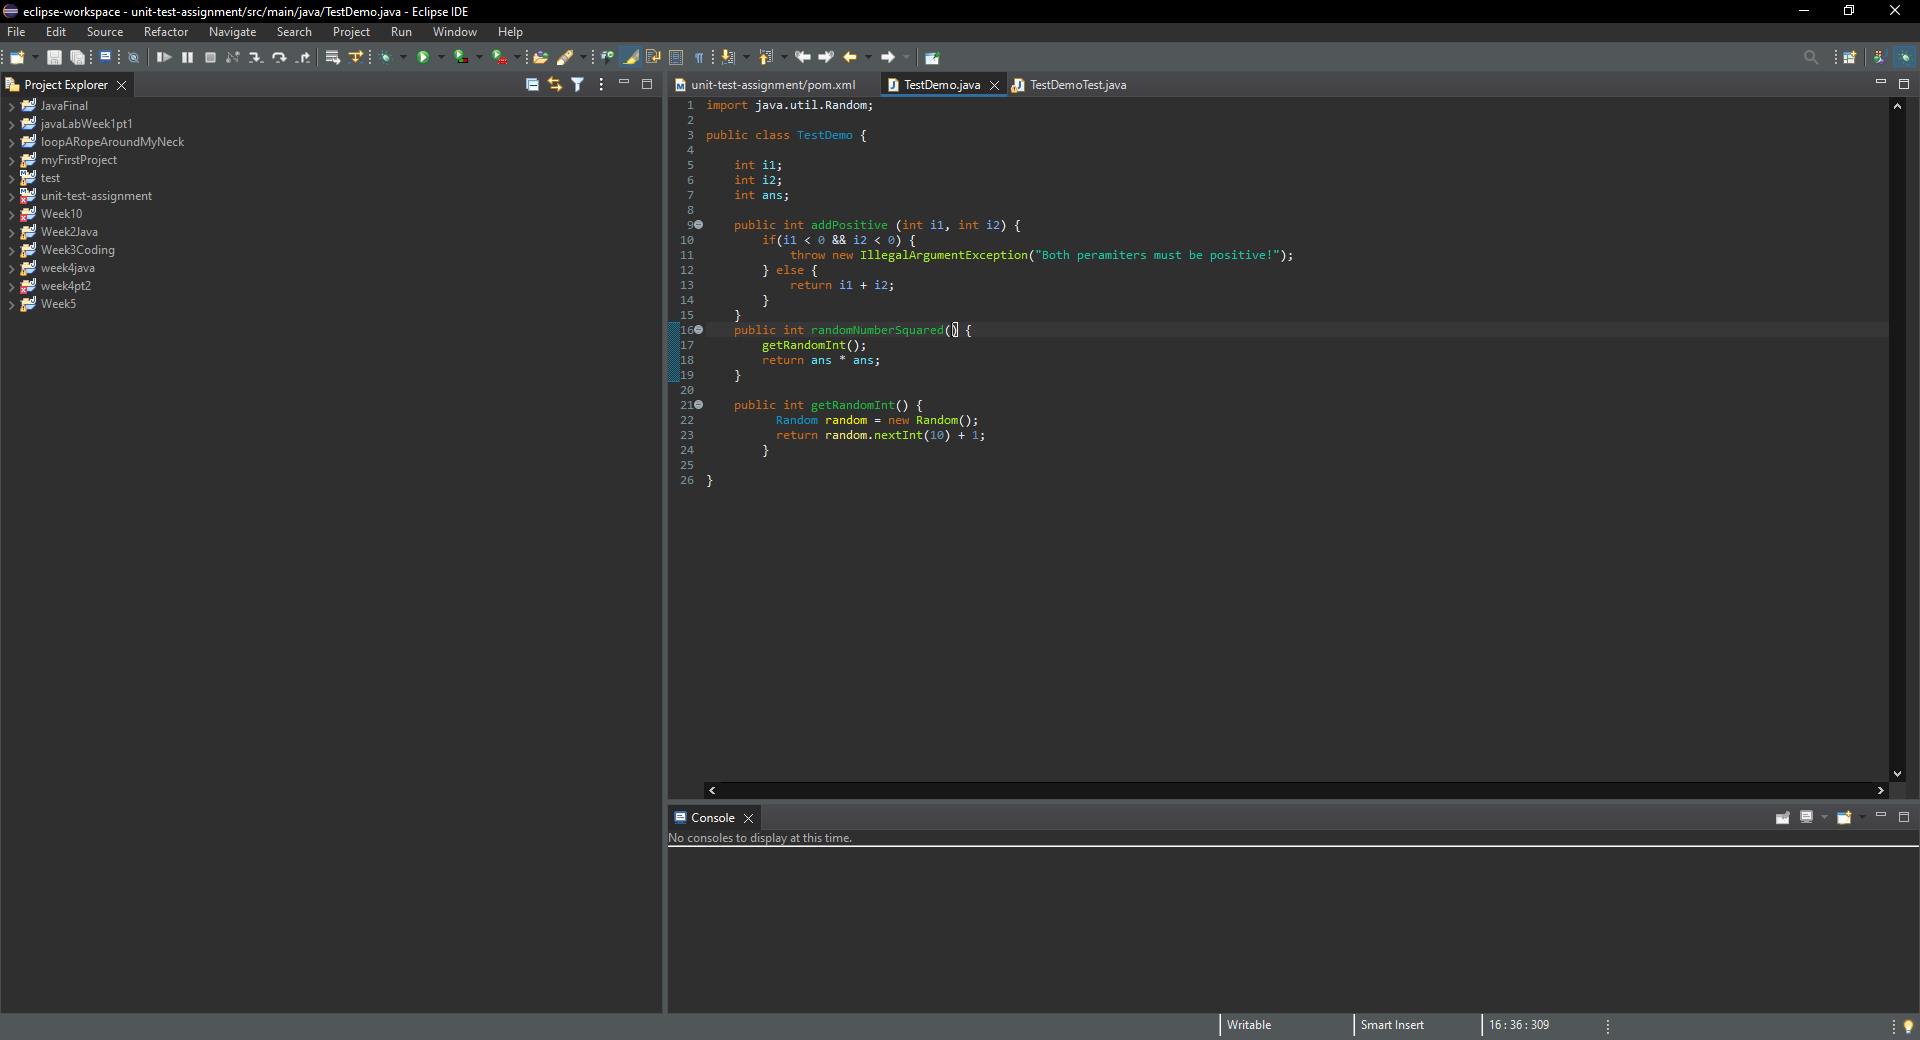 eclipse-workspace - unit-test-assignment/src/main/java/TestDemo.java - Eclipse IDE
File Edit Source Refactor Navigate Search Project Run Window Help
Project Explorer
JavaFinal
javaLabWeek1pt1
loopARopeAroundMyNeck
myFirstProject
test
unit-test-assignment
Week10
Week2Java
Week3Coding
week4java
week4pt2
Week5
unit-test-assignment/pom.xml TestDemo.java TestDemoTest.java
1 import java.util.Random;
2
3 public class TestDemo {
4
5 int i1;
6 int i2;
7 int ans;
8
9 public int addPositive (int i1, int i2) {
10 if(i1 < 0 && i2 < 0) {
11 throw new IllegalArgumentException("Both peramiters must be positive!");
12 } else {
13 return i1 + i2;
14 }
15 }
16 public int randomNumberSquared() {
17 getRandomInt();
18 return ans * ans;
19 }
20
21 public int getRandomInt() {
22 Random random = new Random();
23 return random.nextInt(10) + 1;
24 }
25
26 }
Console
No consoles to display at this time.
Writable Smart Insert 16 : 36 : 309